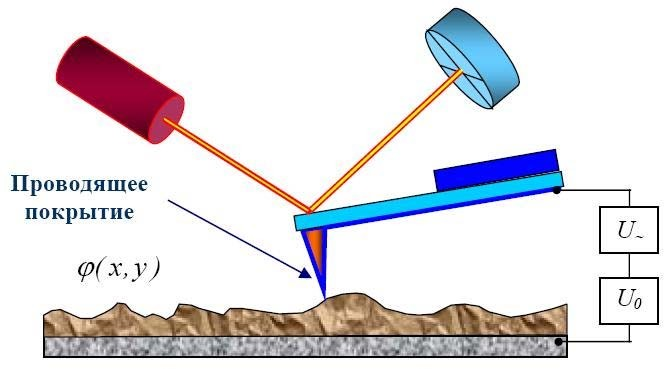 Проводящее
покрытие
φ(x,y)
U~
U0